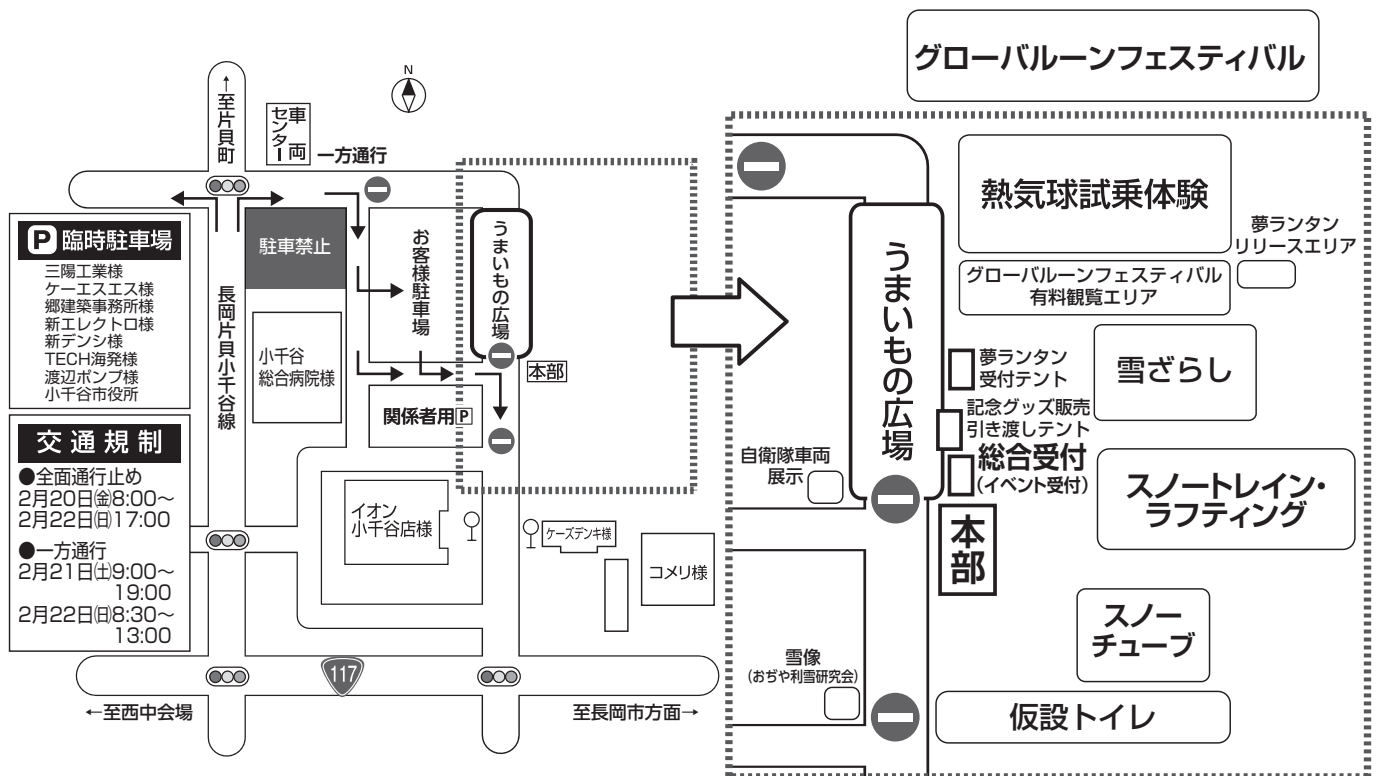 グローバルーンフェスティバル
N
↑至片貝町
車両
センター
一方通行
P 臨時駐車場
三陽工業様
ケーエスエス様
郷建築事務所様
新エレクトロ様
新デンシ様
TECH海発様
渡辺ポンプ様
小千谷市役所
交通規制
●全面通行止め
2月20日㈮8:00～
2月22日㈰17:00
●一方通行
2月21日㈯9:00～
19:00
2月22日㈰8:30～
13:00
長岡片貝小千谷線
駐車禁止
小千谷
総合病院様
お客様駐車場
うまいもの広場
本部
関係者用P
イオン
小千谷店様
ケーズデンキ様
コメリ様
117
←至西中会場
至長岡市方面→
熱気球試乗体験
夢ランタン
リリースエリア
グローバルーンフェスティバル
有料観覧エリア
うまいもの広場
夢ランタン
受付テント
雪ざらし
記念グッズ販売
引き渡しテント
総合受付
(イベント受付)
自衛隊車両
展示
スノートレイン・
ラフティング
本部
スノー
チューブ
雪像
(おぢや利雪研究会)
仮設トイレ